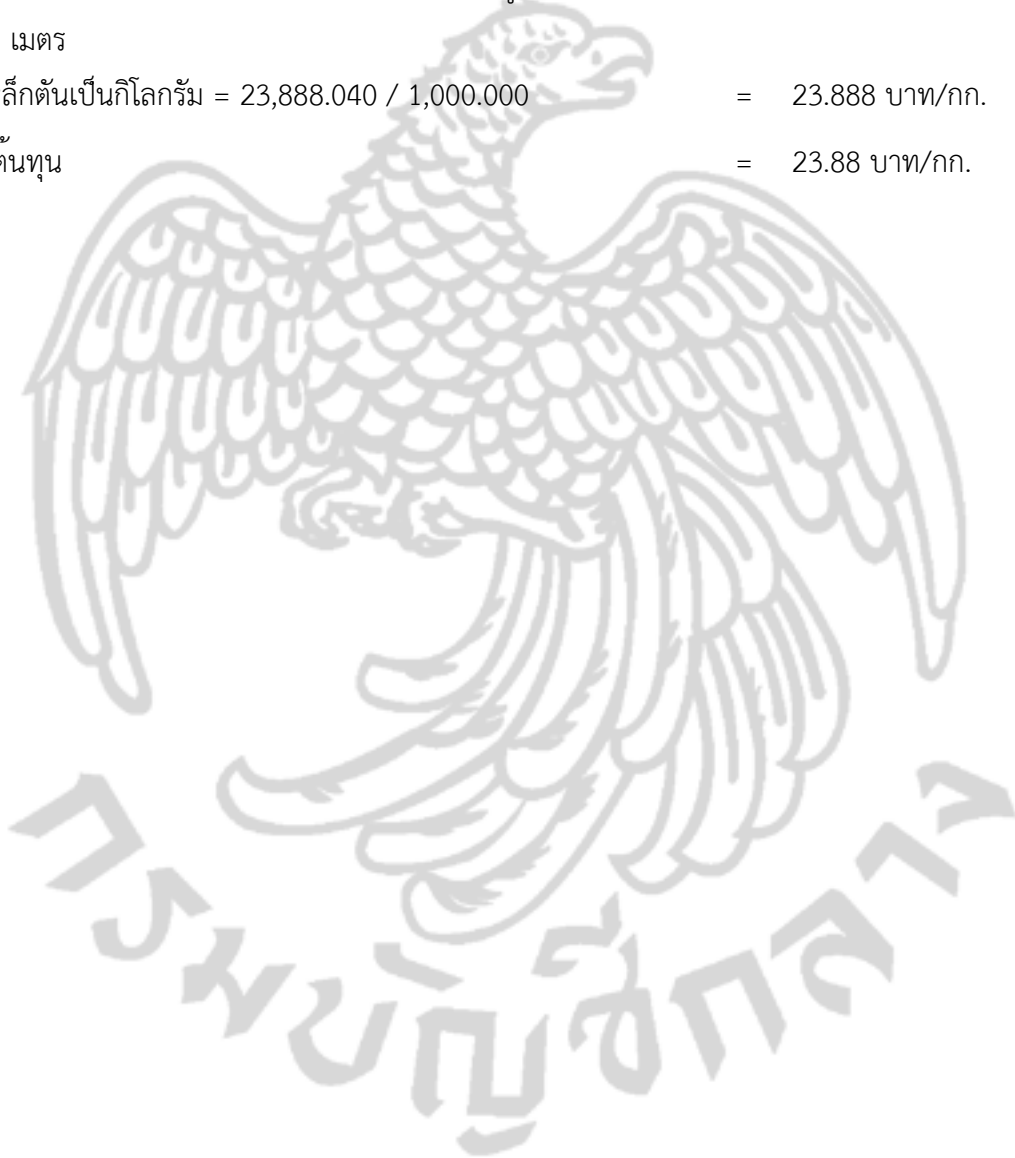 เมตร
ล็กตันเป็นกิโลกรัม = 23,888.040 / 1,000.000 = 23.888 บาท/กก.
ต้นทุน = 23.88 บาท/กก.
กรมบัญชีกลาง